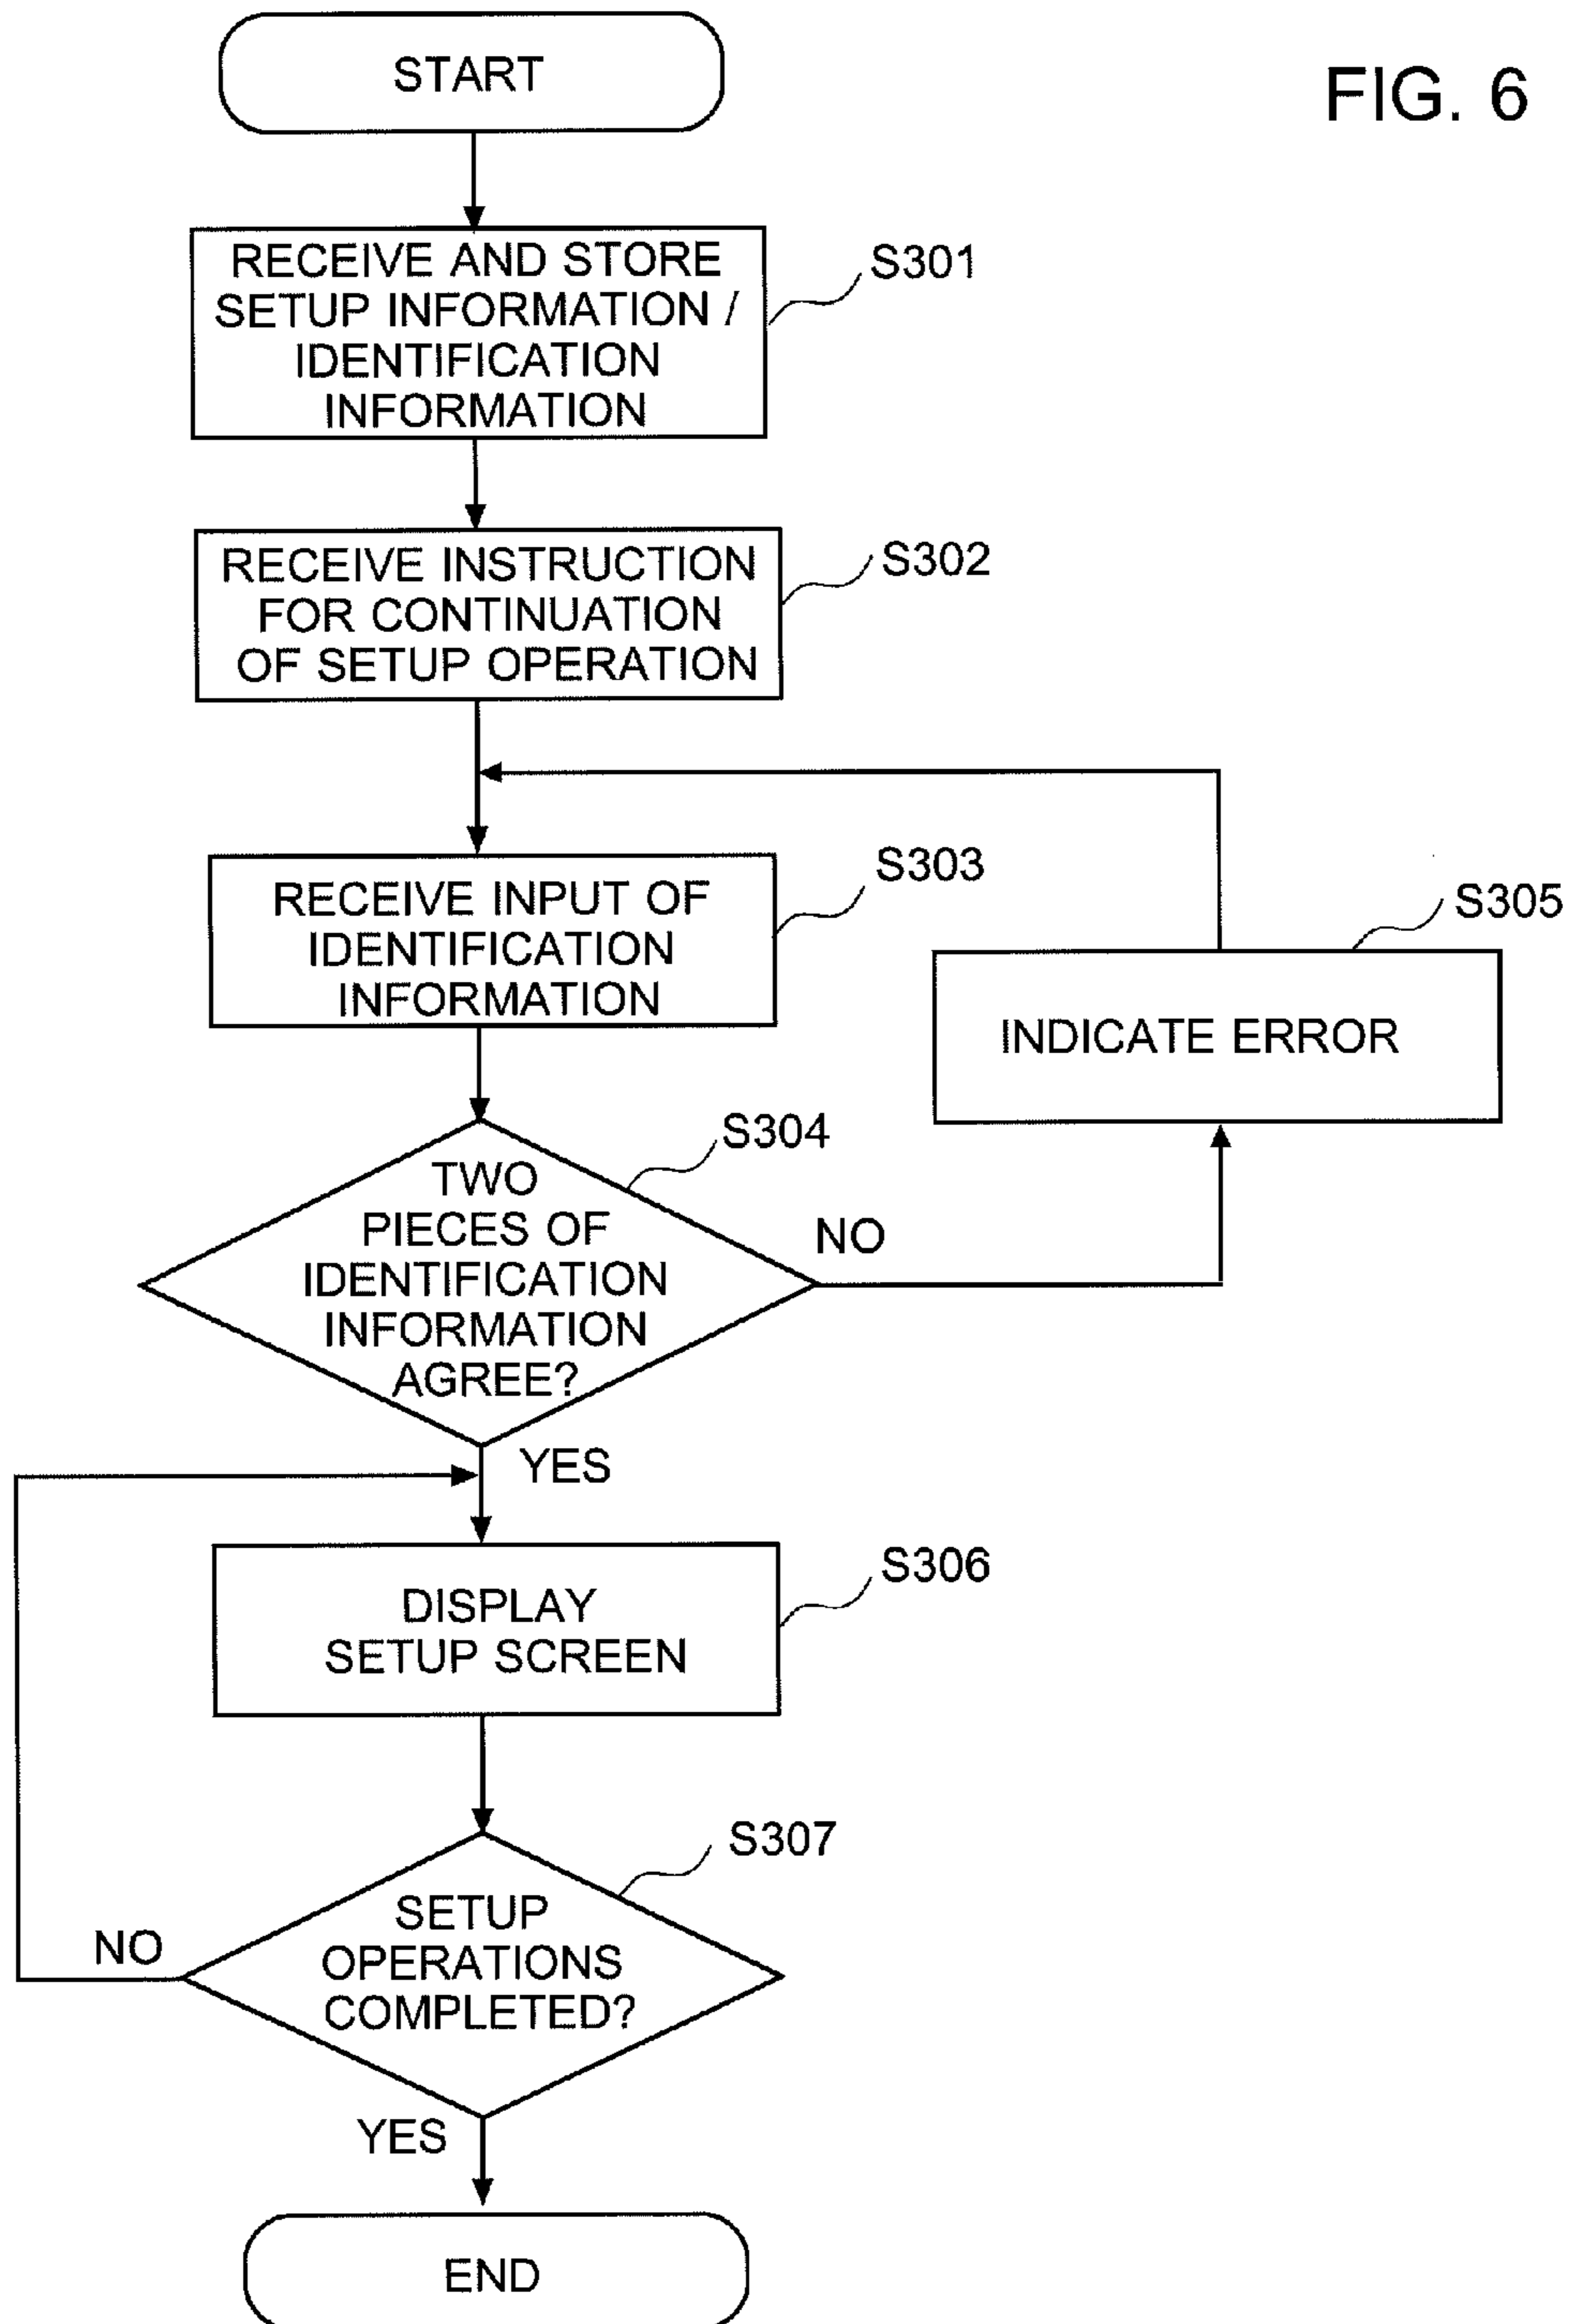 START
FIG. 6
RECEIVE AND STORE
SETUP INFORMATION /
IDENTIFICATION
INFORMATION
S301
RECEIVE INSTRUCTION
FOR CONTINUATION
OF SETUP OPERATION
S302
RECEIVE INPUT OF
IDENTIFICATION
INFORMATION
S303
S305
INDICATE ERROR
S304
TWO
PIECES OF
IDENTIFICATION
INFORMATION
AGREE?
NO
YES
DISPLAY
SETUP SCREEN
S306
S307
SETUP
OPERATIONS
COMPLETED?
NO
YES
END